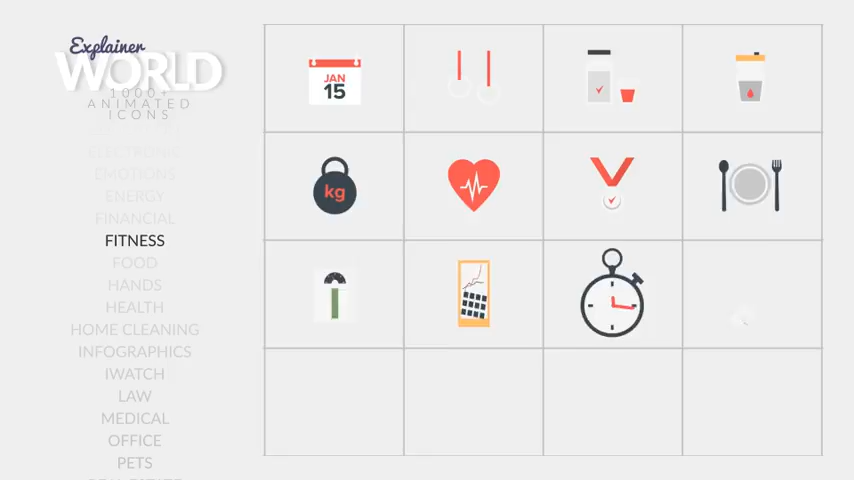 Explainer
WORLD
1000+
ANIMATED
ICONS
ELECTRONIC
EMOTIONS
ENERGY
FINANCIAL
FITNESS
FOOD
HANDS
HEALTH
HOME CLEANING
INFOGRAPHICS
IWATCH
LAW
MEDICAL
OFFICE
PETS
JAN
15
kg